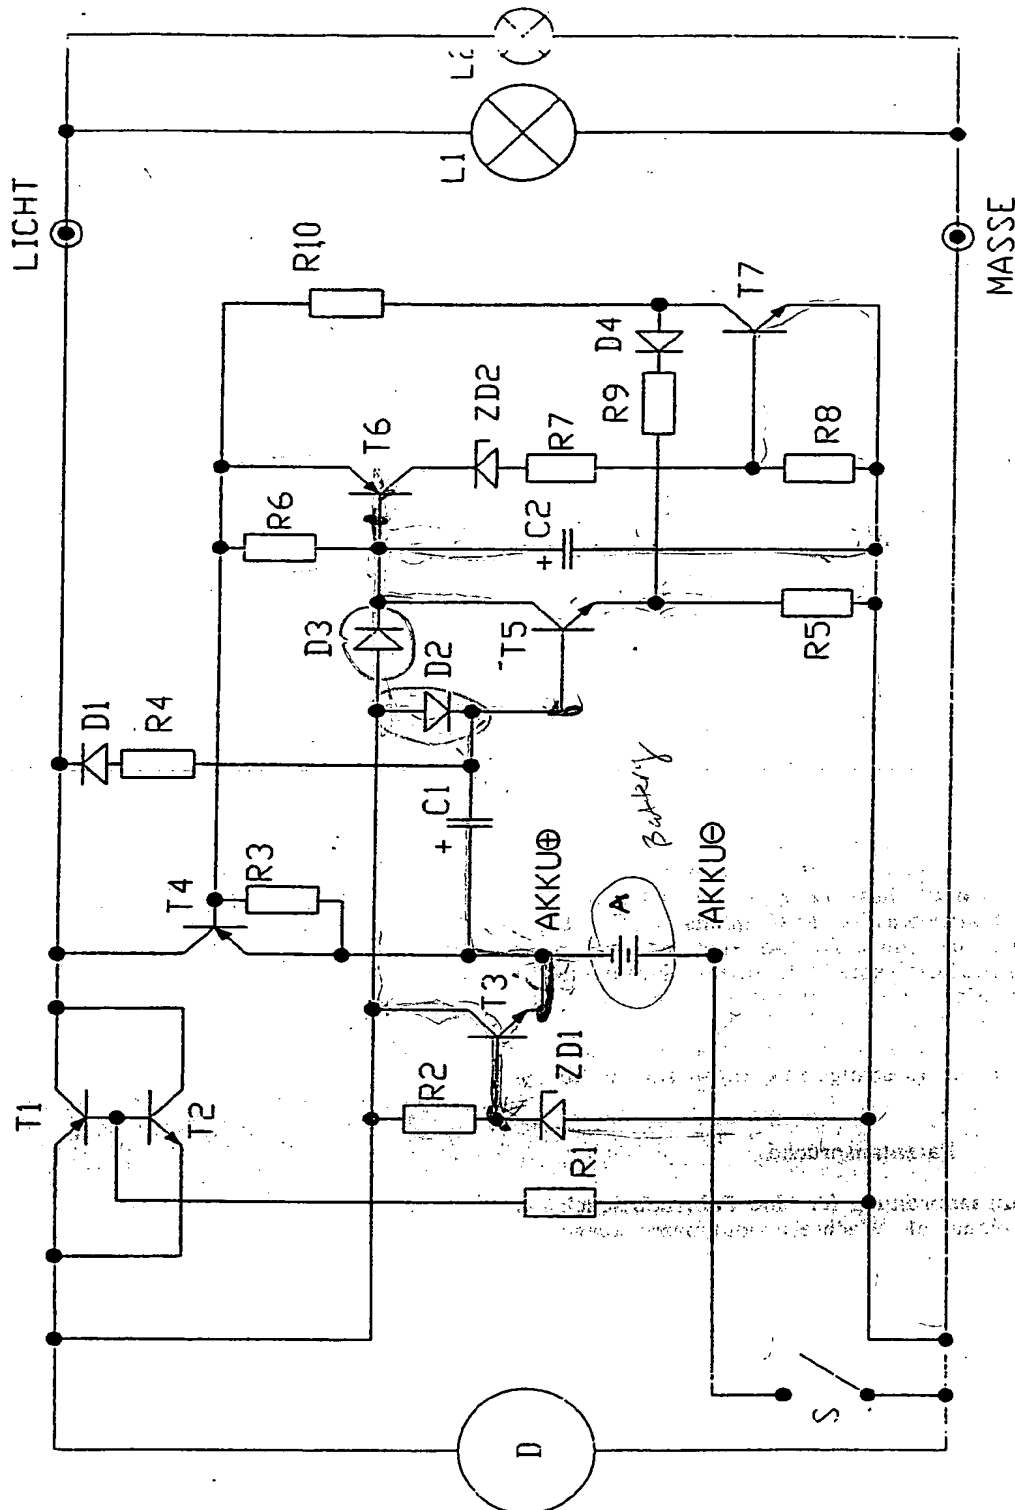 LICHT
L2
L1
R10
D4
T7
MASSE
R9
ZD2
T6
R7
R8
R6
C2
D3
D2
T5
R5
D1
R4
C1
Battery
T4
R3
AKKU⊕
A
AKKU⊖
T3
T1
T2
R2
ZD1
R1
S
D